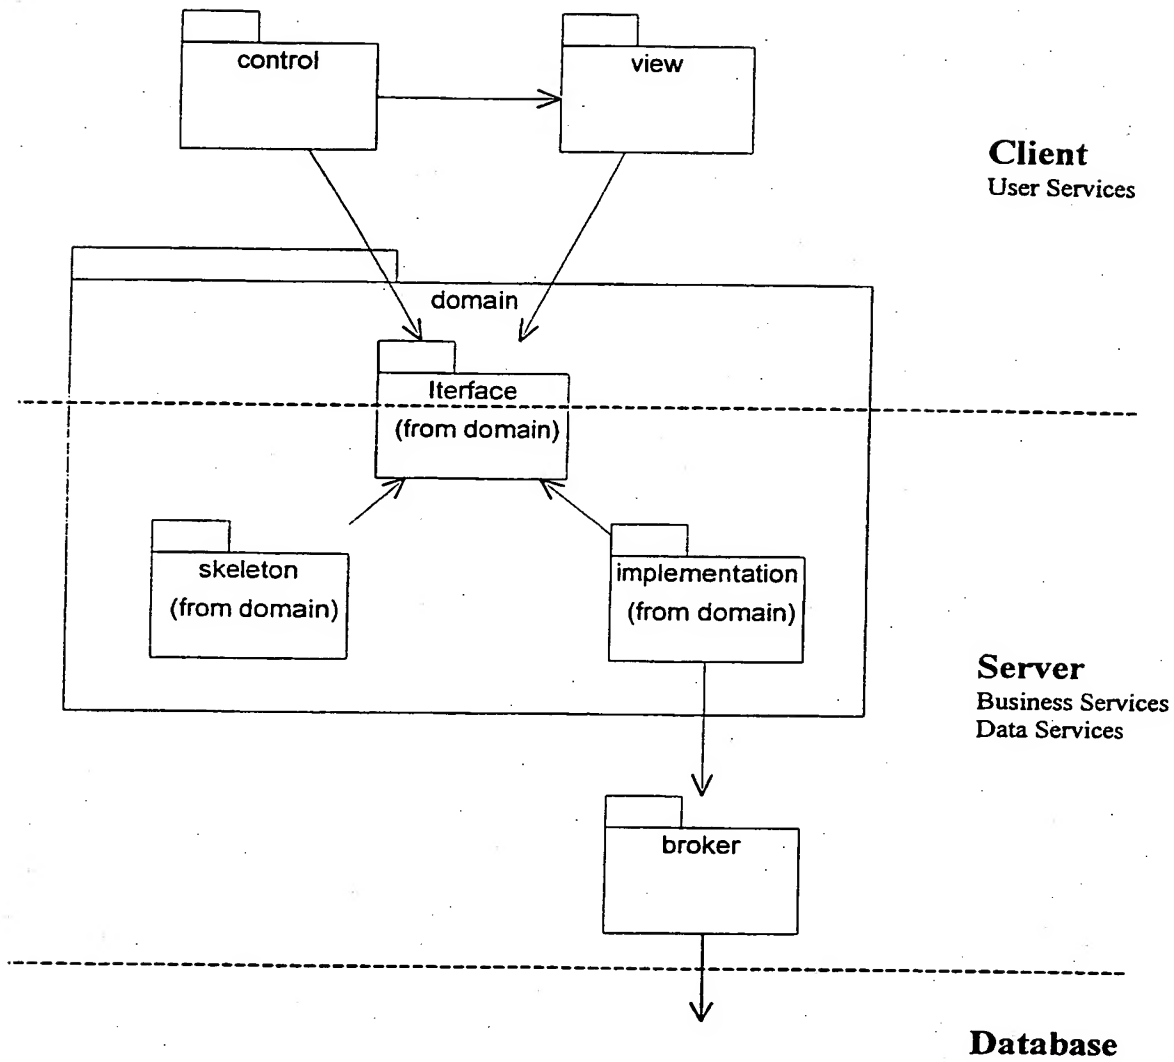 control
view
Client
User Services
domain
Iterface
(from domain)
skeleton
(from domain)
implementation
(from domain)
Server
Business Services
Data Services
broker
Database